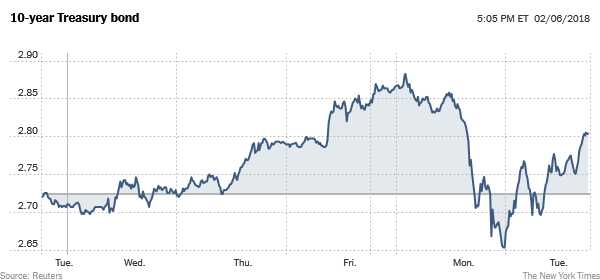 10-year Treasury bond 5:05 PM ET 02/06/2018
2.90
2.85
2.80
2.75
2.70
2.65
Tue. Wed. Thu. Fri. Mon. Tue.
Source: Reuters The New York Times